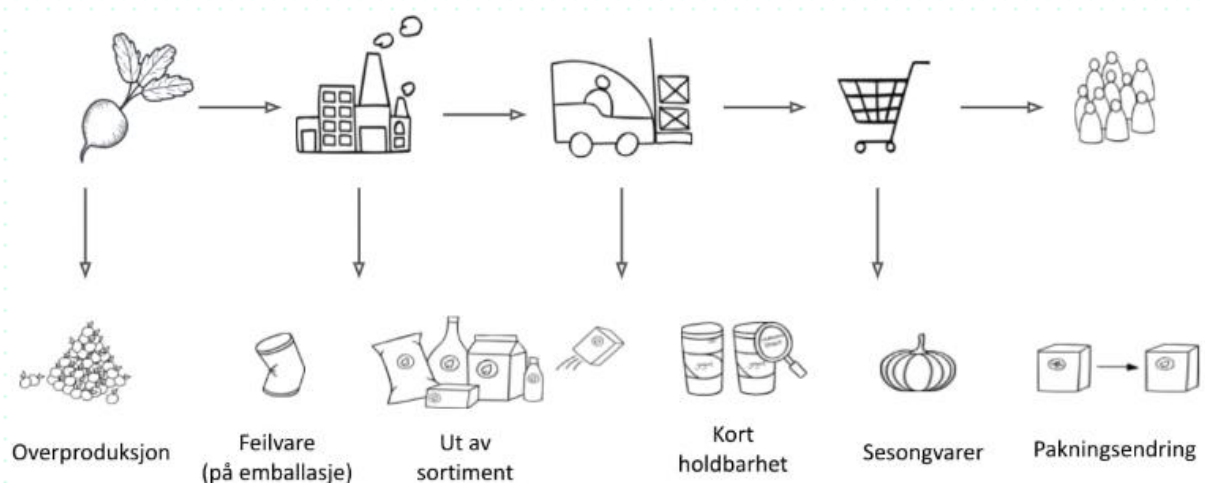 Overproduksjon
Feilvare
(på emballasje)
Ut av
sortiment
Kort
holdbarhet
Sesongvarer
Pakningsendring